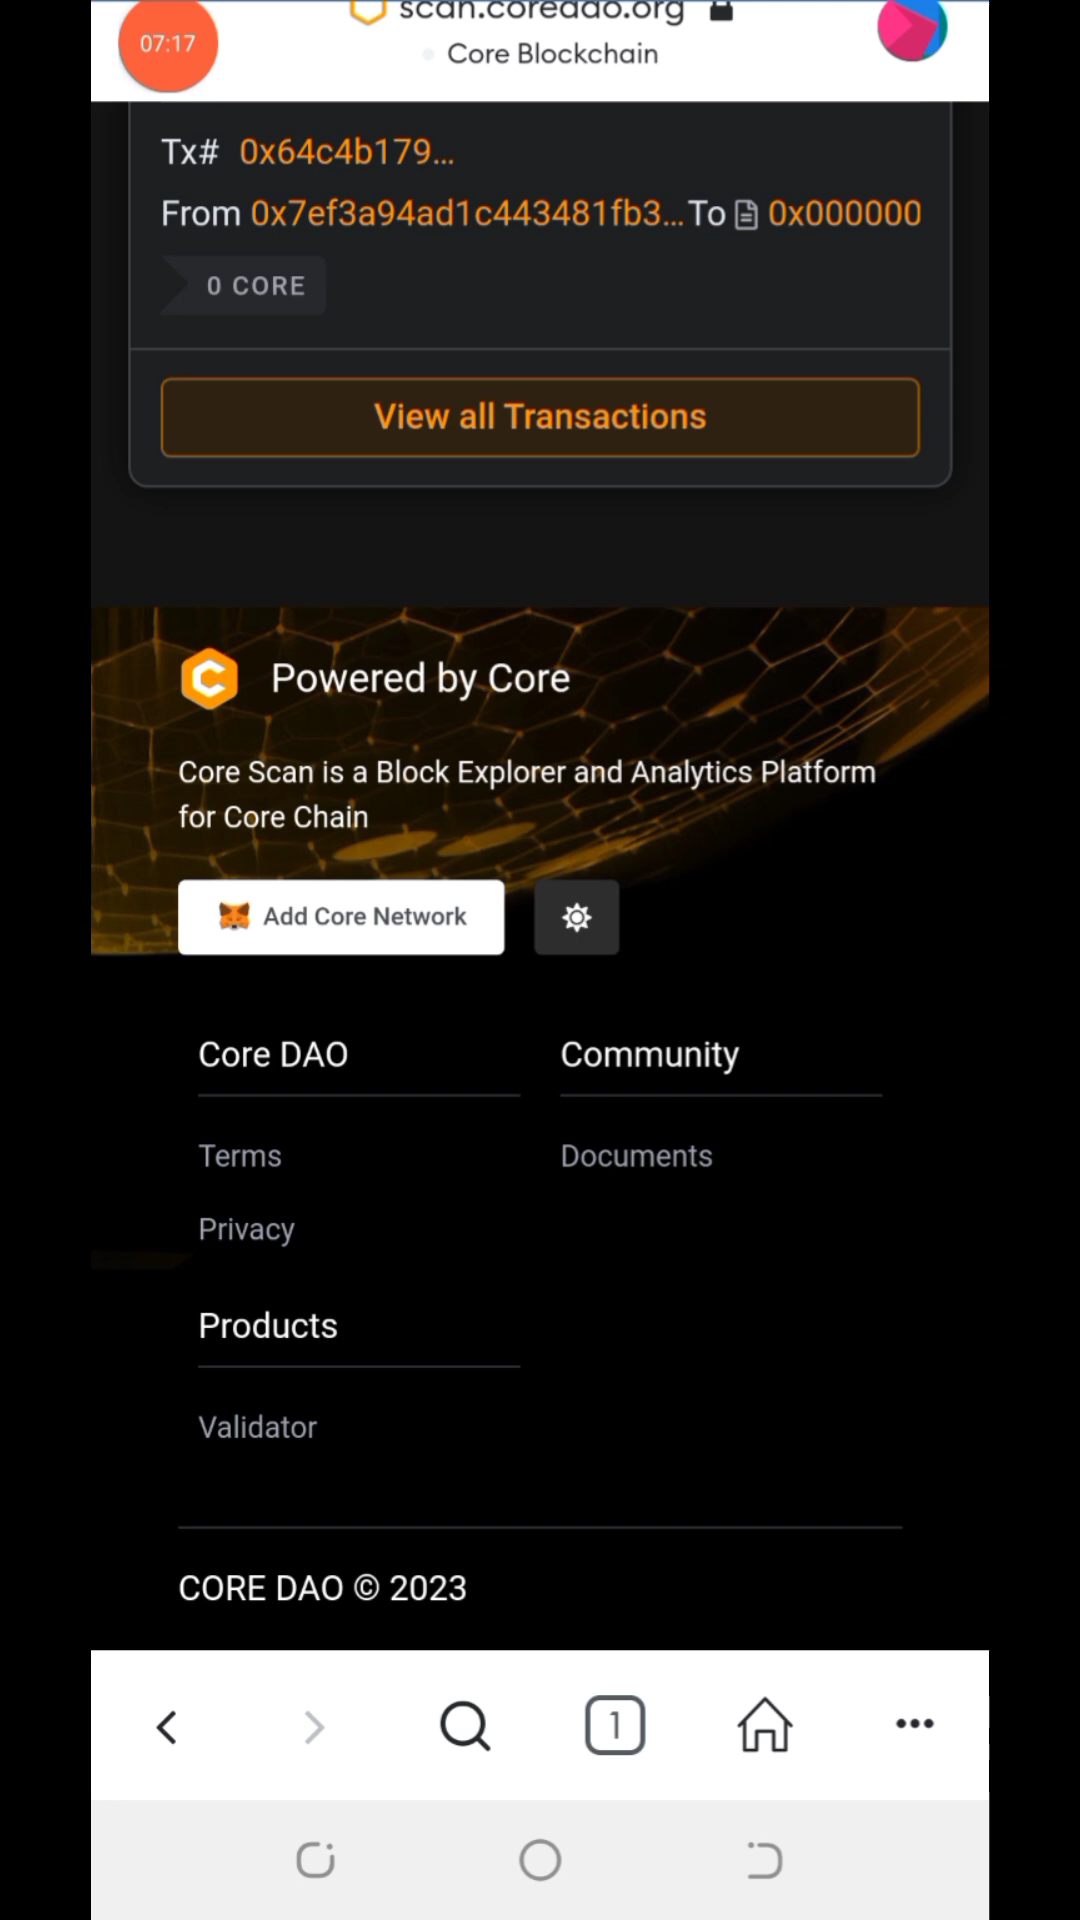 07:17
scan.coredao.org
Core Blockchain
Tx# 0x64c4b179...
From 0x7ef3a94ad1c443481fb3... To 0x000000
0 CORE
View all Transactions
Powered by Core
Core Scan is a Block Explorer and Analytics Platform
for Core Chain
Add Core Network
Core DAO
Community
Terms
Documents
Privacy
Products
Validator
CORE DAO © 2023
1